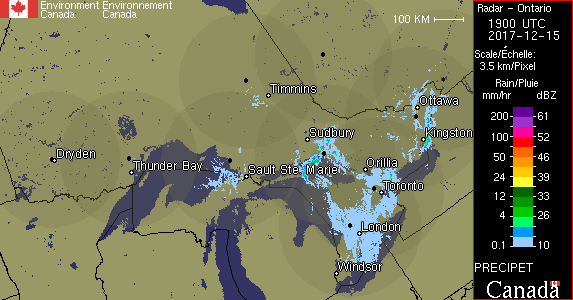 Environment Environnement
Canada Canada
100 KM
Timmins
Ottawa
Sudbury
Kingston
Dryden
Thunder Bay
Sault Ste. Marie
Orillia
Toronto
London
Windsor
Radar - Ontario
1900 UTC
2017-12-15
Scale/Échelle:
3.5 km/Pixel
Rain/Pluie
mm/hr dBZ
200 61
100 52
50 46
24 39
12 33
4 26
0.1 10
PRECIPET
Canada